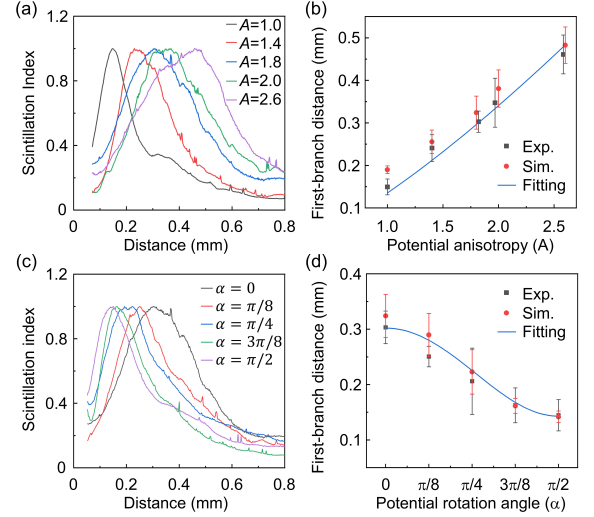 (a)
Scintillation Index
1.2
0.8
0.4
0
0.0
0.2
0.4
0.6
0.8
Distance (mm)
A=1.0
A=1.4
A=1.8
A=2.0
A=2.6
(b)
First-branch distance (mm)
0.5
0.4
0.3
0.2
0.1
1.0
1.5
2.0
2.5
Potential anisotropy (A)
Exp.
Sim.
Fitting
(c)
Scintillation index
1.2
0.8
0.4
0
0.0
0.2
0.4
0.6
0.8
Distance (mm)
α = 0
α = π/8
α = π/4
α = 3π/8
α = π/2
(d)
First-branch distance (mm)
0.4
0.3
0.2
0.1
0
π/8
π/4
3π/8
π/2
Potential rotation angle (α)
Exp.
Sim.
Fitting